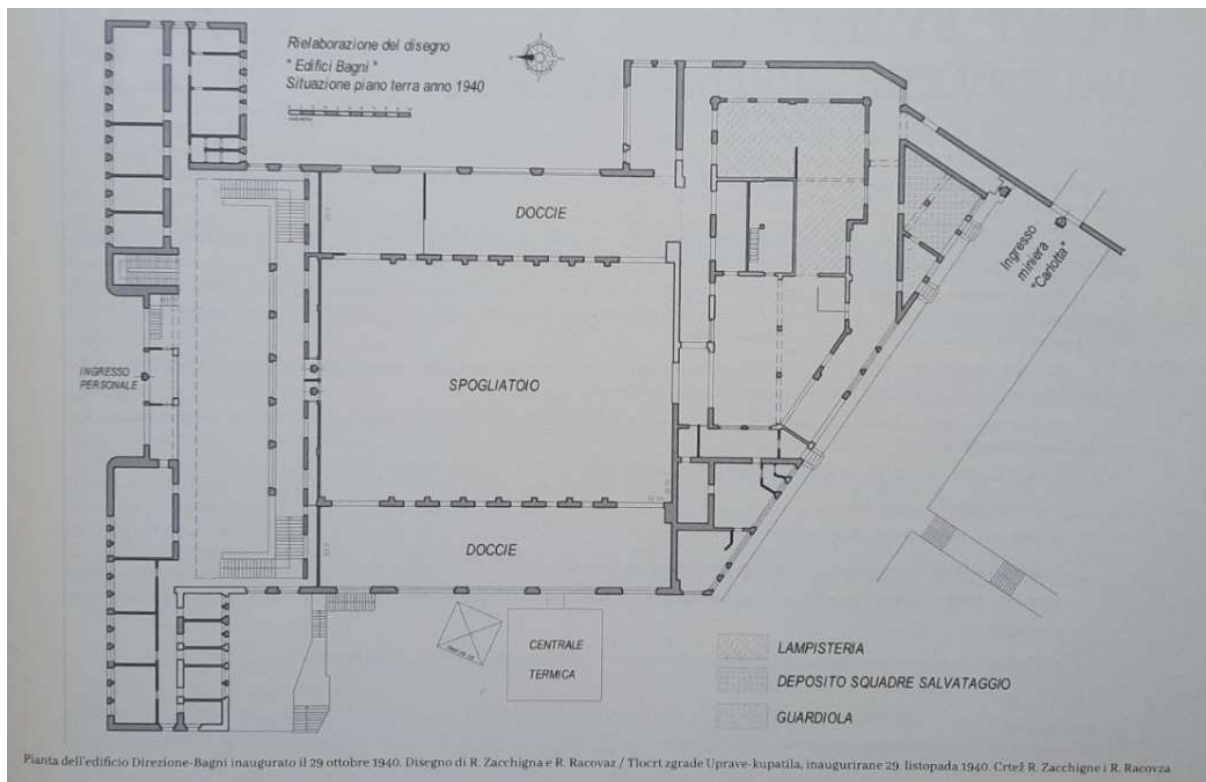 Rielaborazione del disegno
" Edifici Bagni "
Situazione piano terra anno 1940
DOCCIE
Ingresso
miniera
"Carlotta"
INGRESSO
PERSONALE
SPOGLIATOIO
DOCCIE
CENTRALE
TERMICA
LAMPISTERIA
DEPOSITO SQUADRE SALVATAGGIO
GUARDIOLA
Pianta dell'edificio Direzione-Bagni inaugurato il 29 ottobre 1940. Disegno di R. Zacchigna e R. Racovaz / Tlocrt zgrade Uprave-kupatila, inaugurirane 29. listopada 1940. Crtež R. Zacchigne i R. Racovza